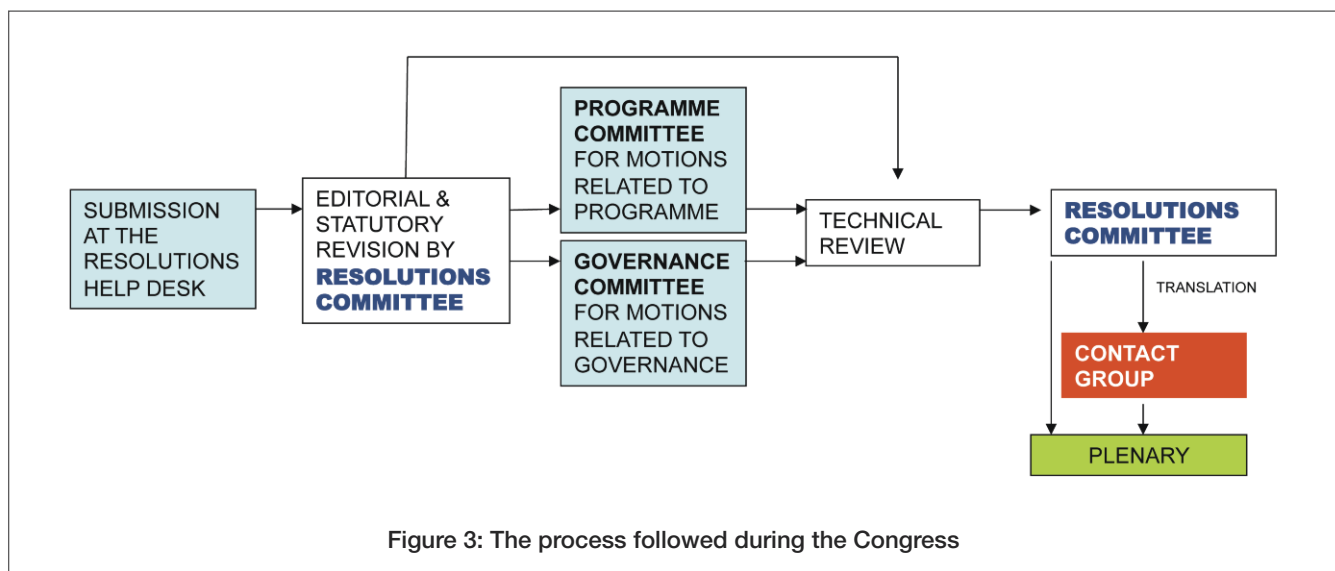 SUBMISSION
AT THE
RESOLUTIONS
HELP DESK
EDITORIAL &
STATUTORY
REVISION BY
RESOLUTIONS
COMMITTEE
PROGRAMME
COMMITTEE
FOR MOTIONS
RELATED TO
PROGRAMME
GOVERNANCE
COMMITTEE
FOR MOTIONS
RELATED TO
GOVERNANCE
TECHNICAL
REVIEW
RESOLUTIONS
COMMITTEE
TRANSLATION
CONTACT
GROUP
PLENARY
Figure 3: The process followed during the Congress